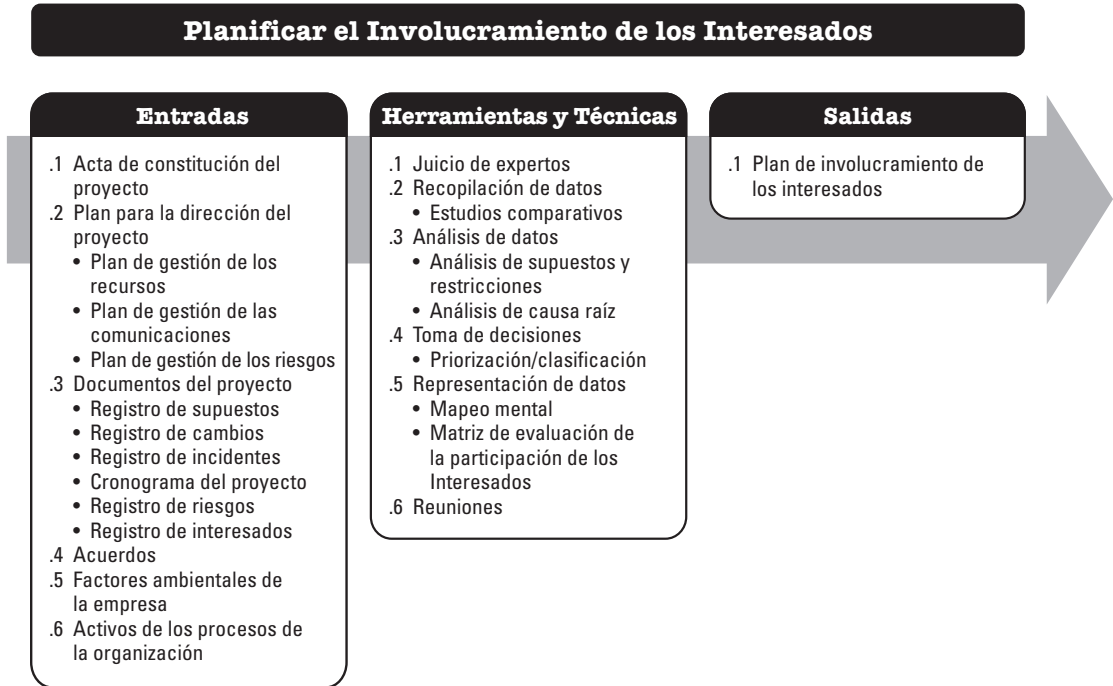 Planificar el Involucramiento de los Interesados
Entradas
.1 Acta de constitución del
proyecto
.2 Plan para la dirección del
proyecto
• Plan de gestión de los
recursos
• Plan de gestión de las
comunicaciones
• Plan de gestión de los riesgos
.3 Documentos del proyecto
• Registro de supuestos
• Registro de cambios
• Registro de incidentes
• Cronograma del proyecto
• Registro de riesgos
• Registro de interesados
.4 Acuerdos
.5 Factores ambientales de
la empresa
.6 Activos de los procesos de
la organización
Herramientas y Técnicas
.1 Juicio de expertos
.2 Recopilación de datos
• Estudios comparativos
.3 Análisis de datos
• Análisis de supuestos y
restricciones
• Análisis de causa raíz
.4 Toma de decisiones
• Priorización/clasificación
.5 Representación de datos
• Mapeo mental
• Matriz de evaluación de
la participación de los
Interesados
.6 Reuniones
Salidas
.1 Plan de involucramiento de
los interesados